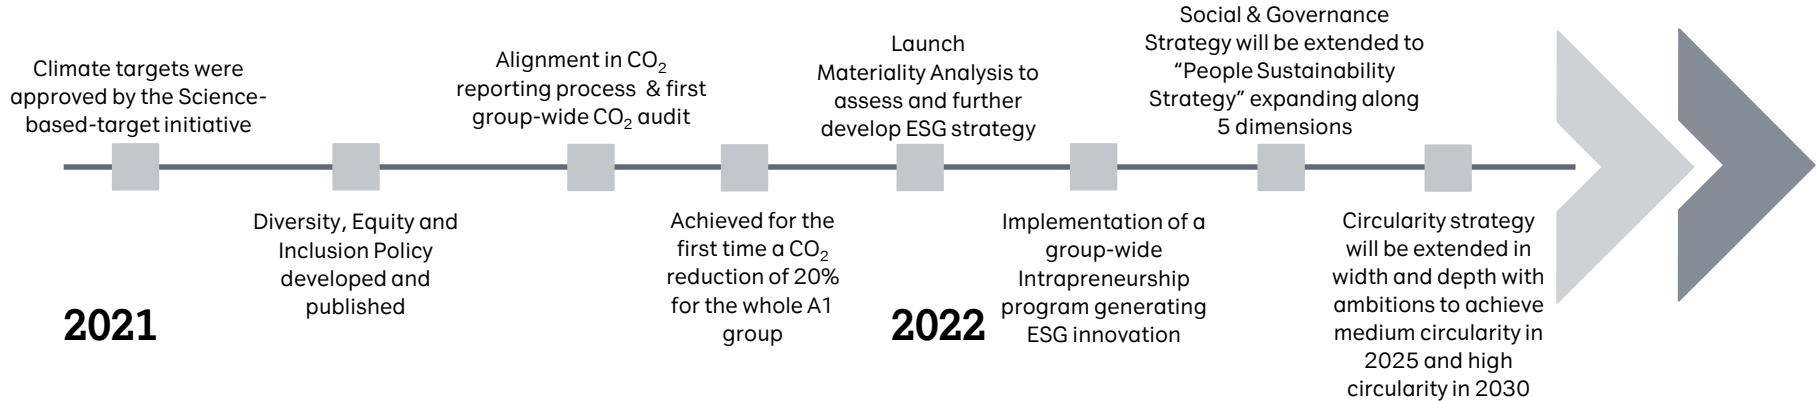 Climate targets were
approved by the Science-
based-target initiative
Diversity, Equity and
Inclusion Policy
developed and
published
2021
Alignment in CO₂
reporting process & first
group-wide CO₂ audit
Achieved for the
first time a CO₂
reduction of 20%
for the whole A1
group
Launch
Materiality Analysis to
assess and further
develop ESG strategy
2022
Implementation of a
group-wide
Intrapreneurship
program generating
ESG innovation
Social & Governance
Strategy will be extended to
“People Sustainability
Strategy” expanding along
5 dimensions
Circularity strategy
will be extended in
width and depth with
ambitions to achieve
medium circularity in
2025 and high
circularity in 2030